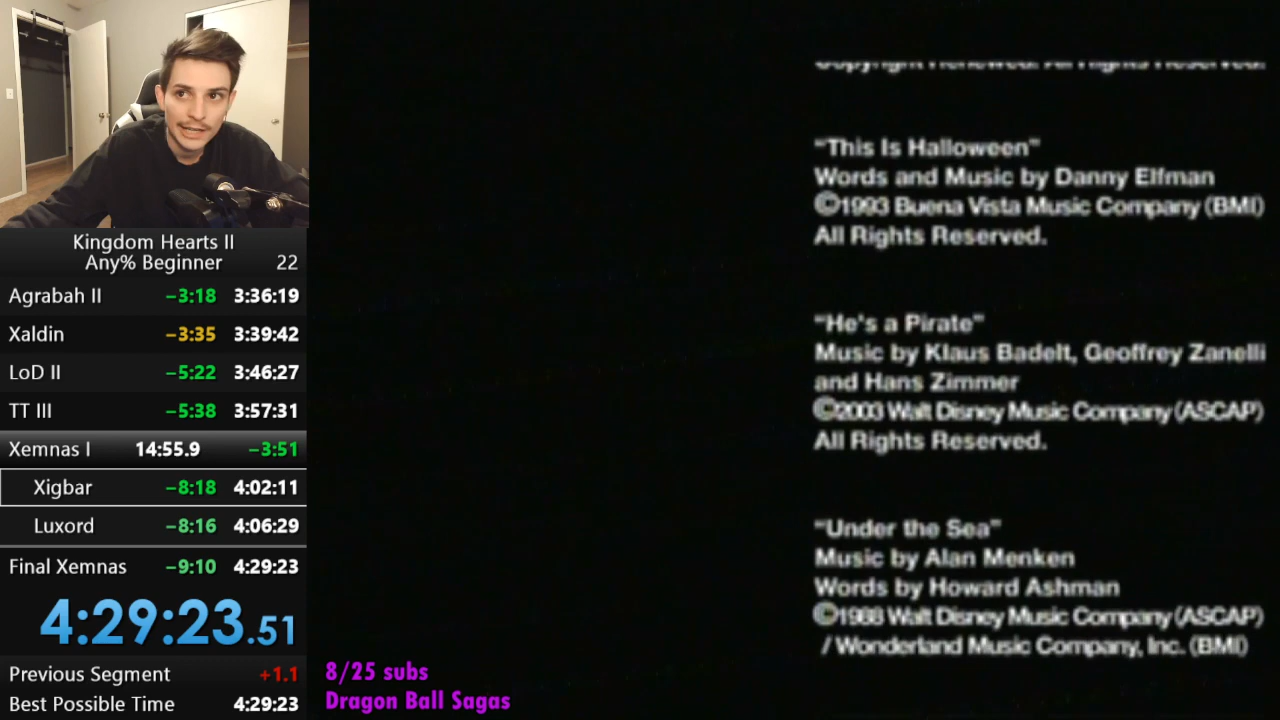 Kingdom Hearts II
Any% Beginner 22
Agrabah II -3:18 3:36:19
Xaldin -3:35 3:39:42
LoD II -5:22 3:46:27
TT III -5:38 3:57:31
Xemnas I 14:55.9 -3:51
Xigbar -8:18 4:02:11
Luxord -8:16 4:06:29
Final Xemnas -9:10 4:29:23
4:29:23.51
Previous Segment +1.1
Best Possible Time 4:29:23
8/25 subs
Dragon Ball Sagas
Copyright Renewed. All Rights Reserved.
"This Is Halloween"
Words and Music by Danny Elfman
©1993 Buena Vista Music Company (BMI)
All Rights Reserved.
"He's a Pirate"
Music by Klaus Badelt, Geoffrey Zanelli
and Hans Zimmer
©2003 Walt Disney Music Company (ASCAP)
All Rights Reserved.
"Under the Sea"
Music by Alan Menken
Words by Howard Ashman
©1988 Walt Disney Music Company (ASCAP)
/ Wonderland Music Company, Inc. (BMI)